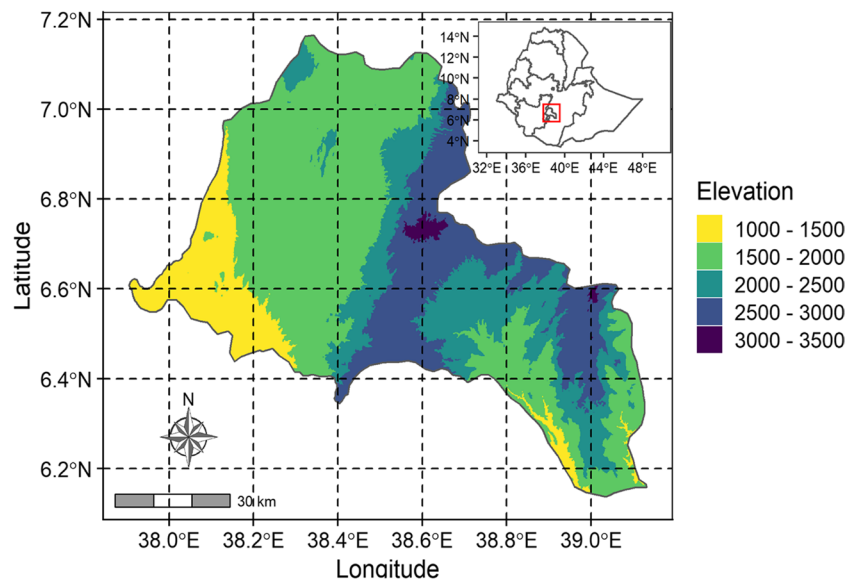 7.2°N
7.0°N
6.8°N
6.6°N
6.4°N
6.2°N
Latitude
38.0°E 38.2°E 38.4°E 38.6°E 38.8°E 39.0°E
Longitude
N
30 km
14°N
12°N
10°N
8°N
6°N
4°N
32°E 36°E 40°E 44°E 48°E
Elevation
1000 - 1500
1500 - 2000
2000 - 2500
2500 - 3000
3000 - 3500